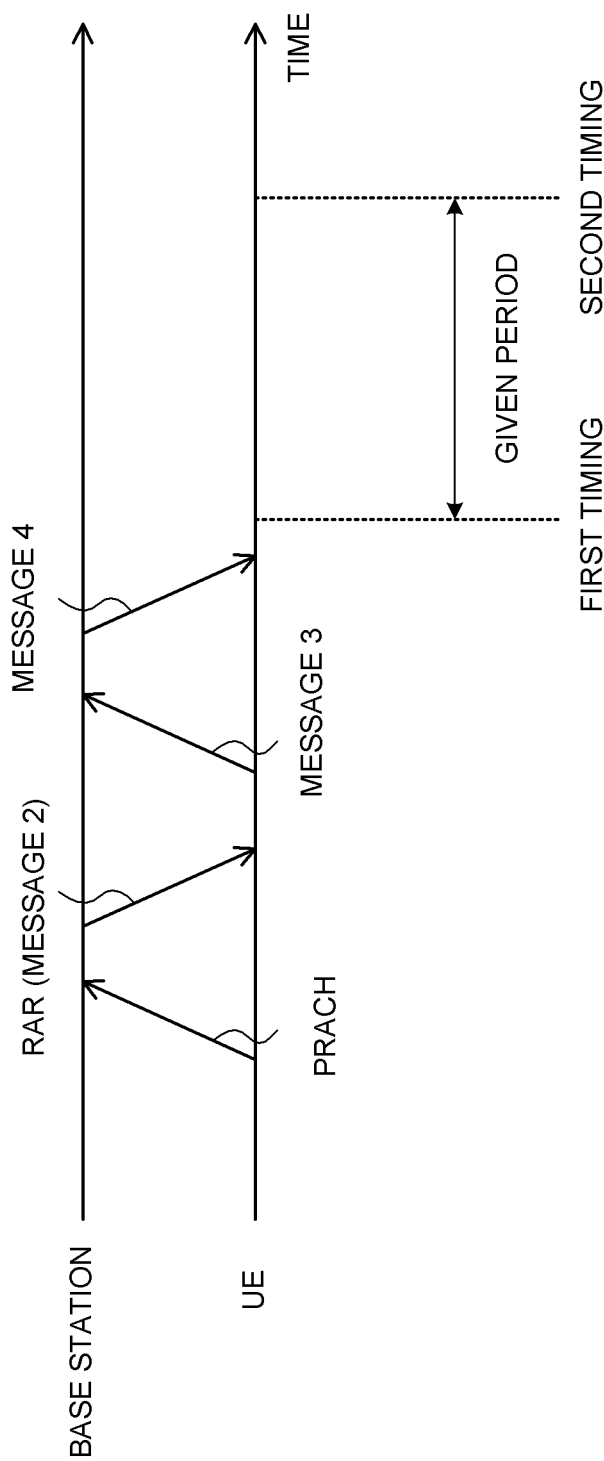 BASE STATION
RAR (MESSAGE 2)
MESSAGE 4
UE
PRACH
MESSAGE 3
TIME
GIVEN PERIOD
FIRST TIMING
SECOND TIMING